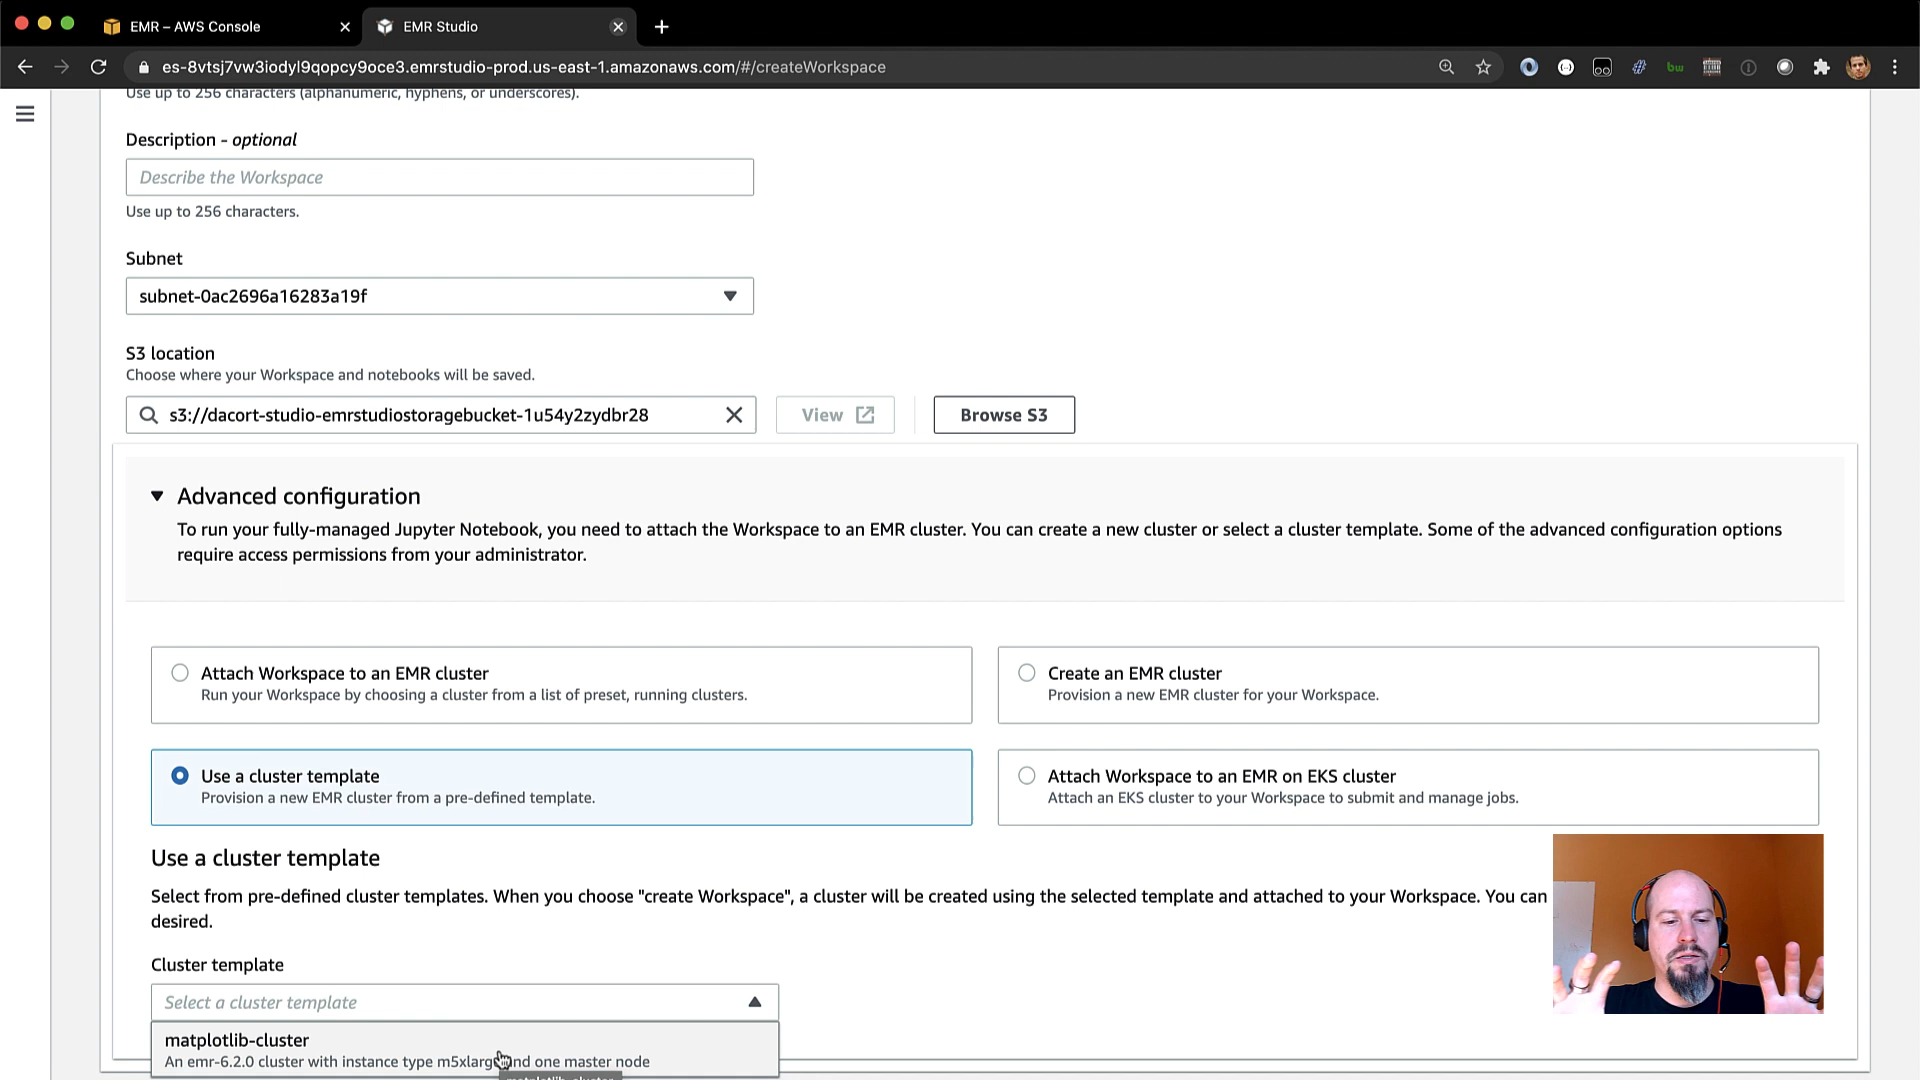 EMR – AWS Console
EMR Studio
es-8vtsj7vw3iodyl9qopcy9oce3.emrstudio-prod.us-east-1.amazonaws.com/#/createWorkspace
bw
Use up to 256 characters (alphanumeric, hyphens, or underscores).
Description - optional
Describe the Workspace
Use up to 256 characters.
Subnet
subnet-0ac2696a16283a19f
S3 location
Choose where your Workspace and notebooks will be saved.
s3://dacort-studio-emrstudiostoragebucket-1u54y2zydbr28
View
Browse S3
Advanced configuration
To run your fully-managed Jupyter Notebook, you need to attach the Workspace to an EMR cluster. You can create a new cluster or select a cluster template. Some of the advanced configuration options
require access permissions from your administrator.
Attach Workspace to an EMR cluster
Run your Workspace by choosing a cluster from a list of preset, running clusters.
Create an EMR cluster
Provision a new EMR cluster for your Workspace.
Use a cluster template
Provision a new EMR cluster from a pre-defined template.
Attach Workspace to an EMR on EKS cluster
Attach an EKS cluster to your Workspace to submit and manage jobs.
Use a cluster template
Select from pre-defined cluster templates. When you choose "create Workspace", a cluster will be created using the selected template and attached to your Workspace. You can
desired.
Cluster template
Select a cluster template
matplotlib-cluster
An emr-6.2.0 cluster with instance type m5xlarg nd one master node